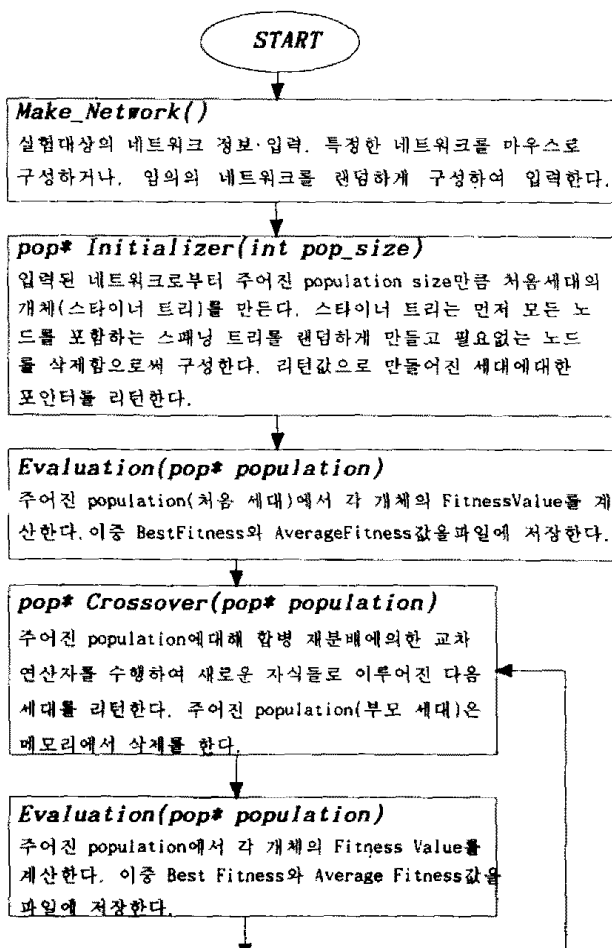 START
Make_Network()
실험대상의 네트워크 정보·입력. 특정한 네트워크를 마우스로
구성하거나, 임의의 네트워크를 랜덤하게 구성하여 입력한다.
pop* Initializer(int pop_size)
입력된 네트워크로부터 주어진 population size만큼 처음세대의
개체(스타이너 트리)를 만든다. 스타이너 트리는 먼저 모든 노
드를 포함하는 스패닝 트리를 랜덤하게 만들고 필요없는 노드
를 삭제함으로써 구성한다. 리턴값으로 만들어진 세대에대한
포인터를 리턴한다.
Evaluation(pop* population)
주어진 population(처음 세대)에서 각 개체의 FitnessValue를 계
산한다.이중 BestFitness와 AverageFitness값을파일에 저장한다.
pop* Crossover(pop* population)
주어진 population에대해 합병 재분배에의한 교차
연산자를 수행하여 새로운 자식들로 이루어진 다음
세대를 리턴한다. 주어진 population(부모 세대)은
메모리에서 삭제를 한다.
Evaluation(pop* population)
주어진 population에서 각 개체의 Fitness Value를
계산한다. 이중 Best Fitness와 Average Fitness값을
파일에 저장한다.